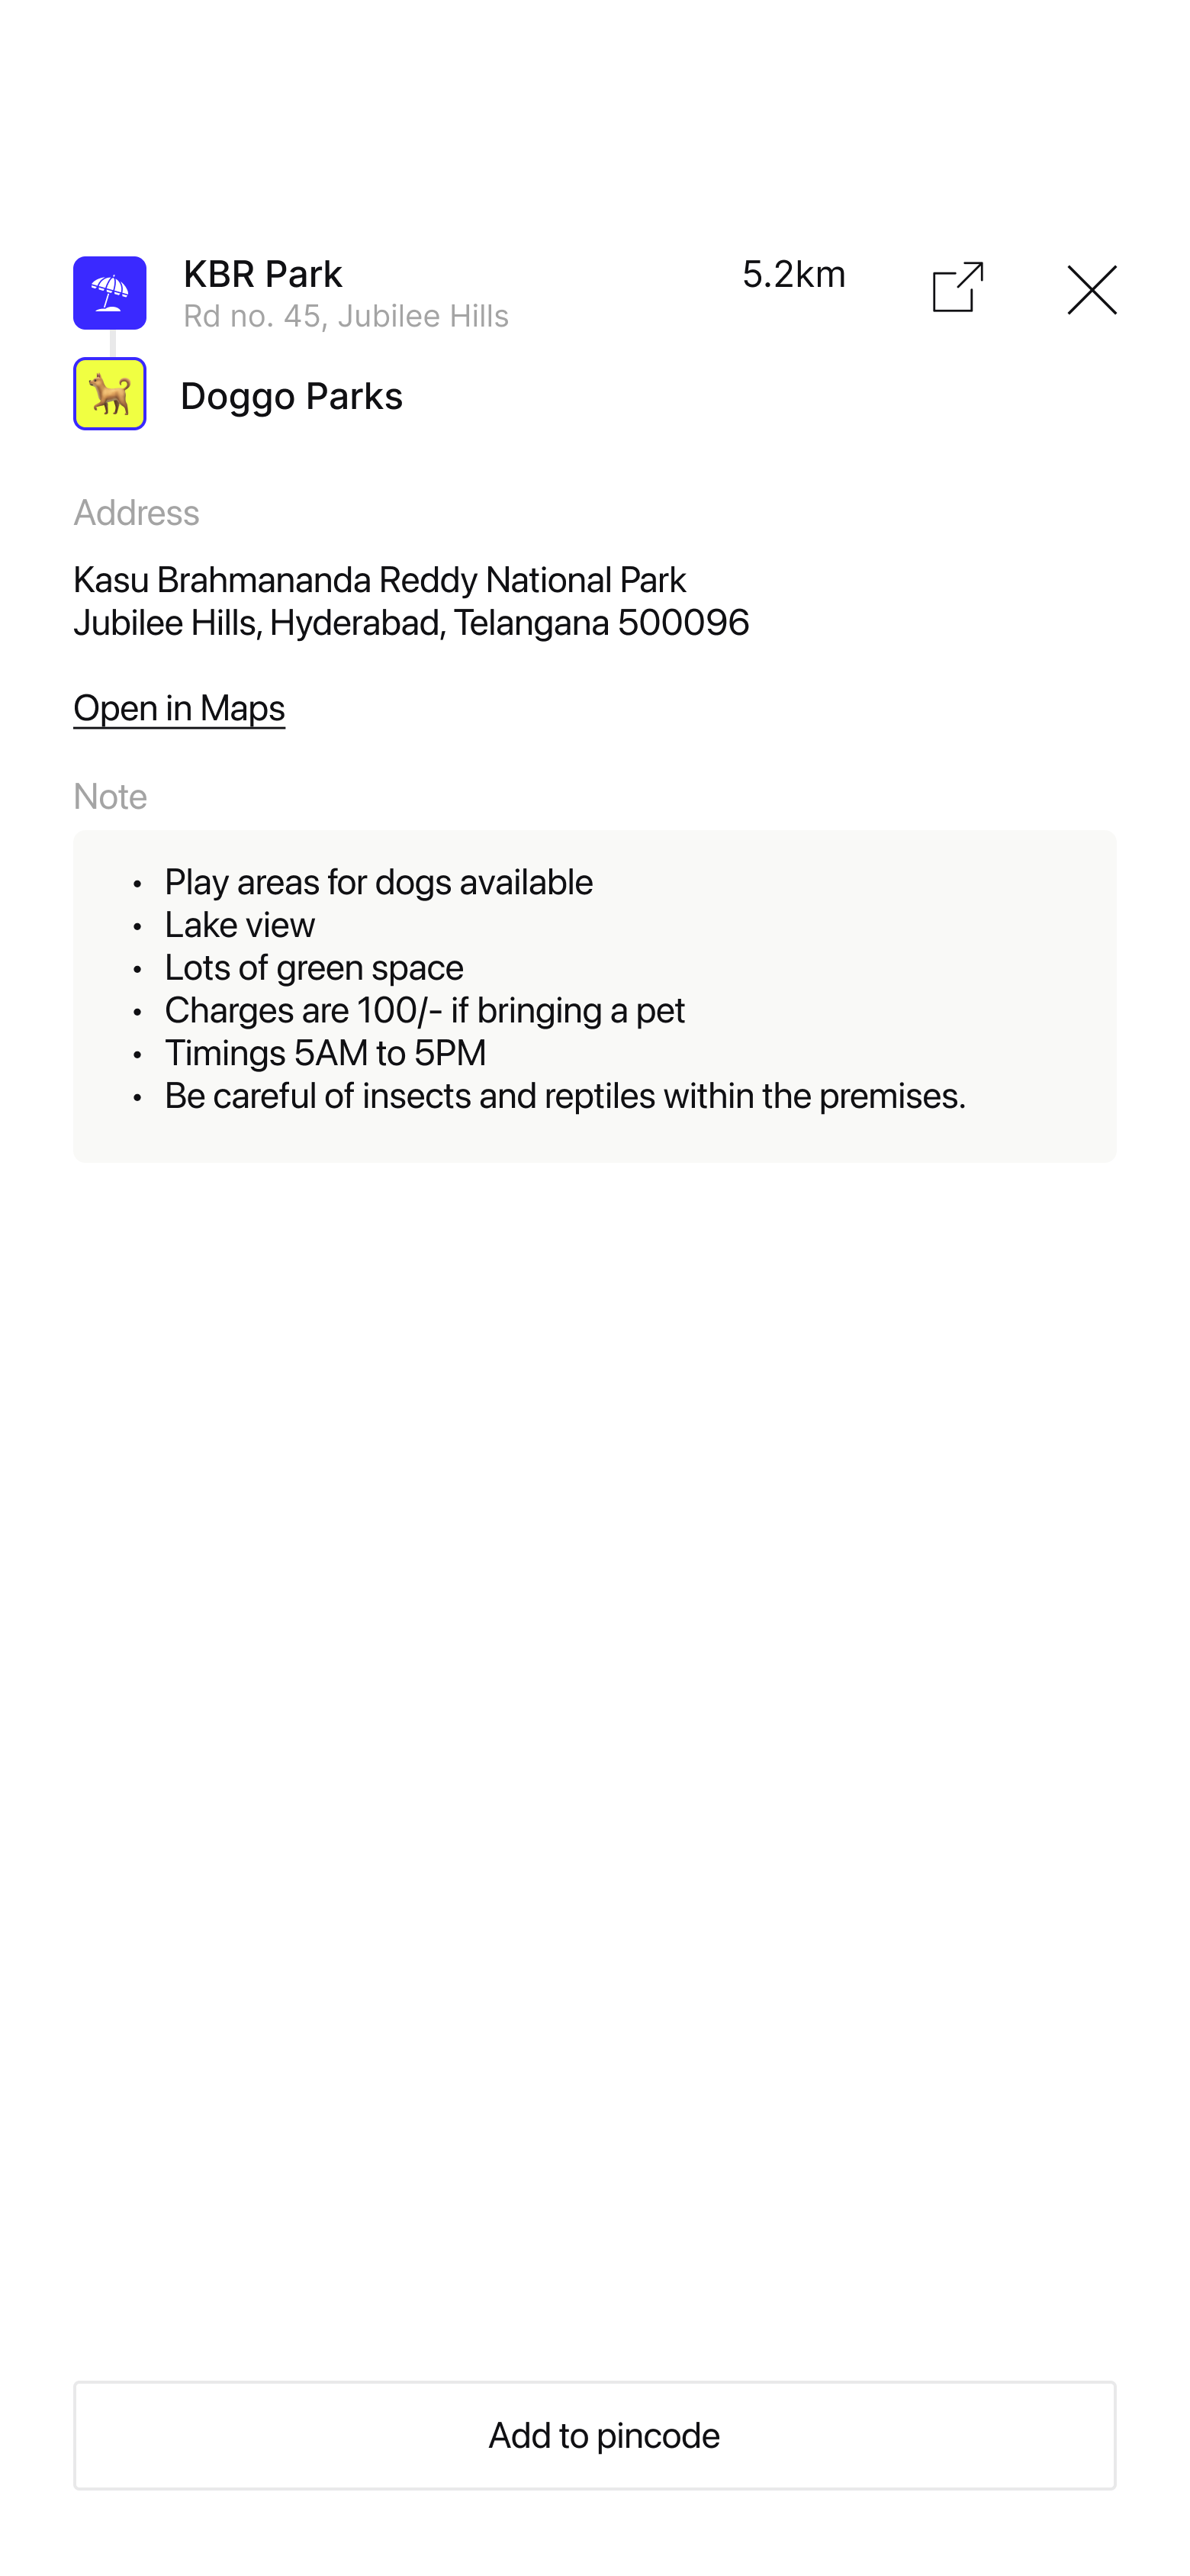 KBR Park
5.2km
Rd no. 45, Jubilee Hills
Doggo Parks
Address
Kasu Brahmananda Reddy National Park
Jubilee Hills, Hyderabad, Telangana 500096
Open in Maps
Note
• Play areas for dogs available
• Lake view
• Lots of green space
• Charges are 100/- if bringing a pet
• Timings 5AM to 5PM
• Be careful of insects and reptiles within the premises.
Add to pincode